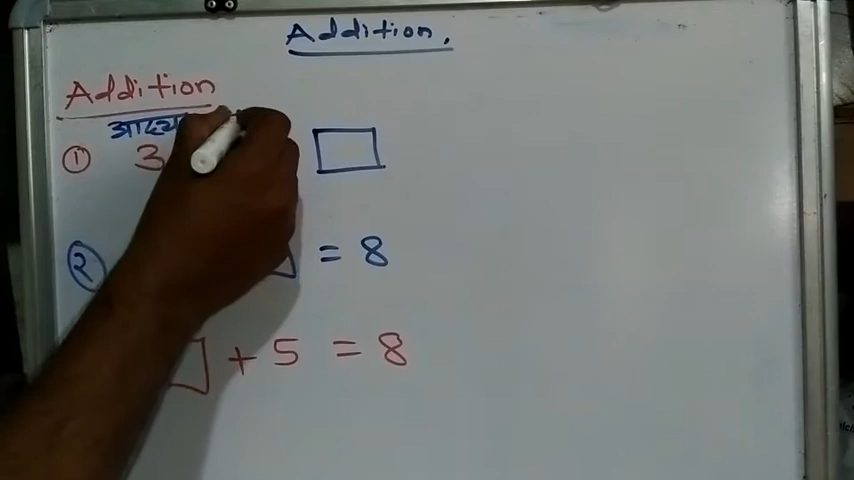 Addition.
Addition
① 3
② = 8
+ 5 = 8